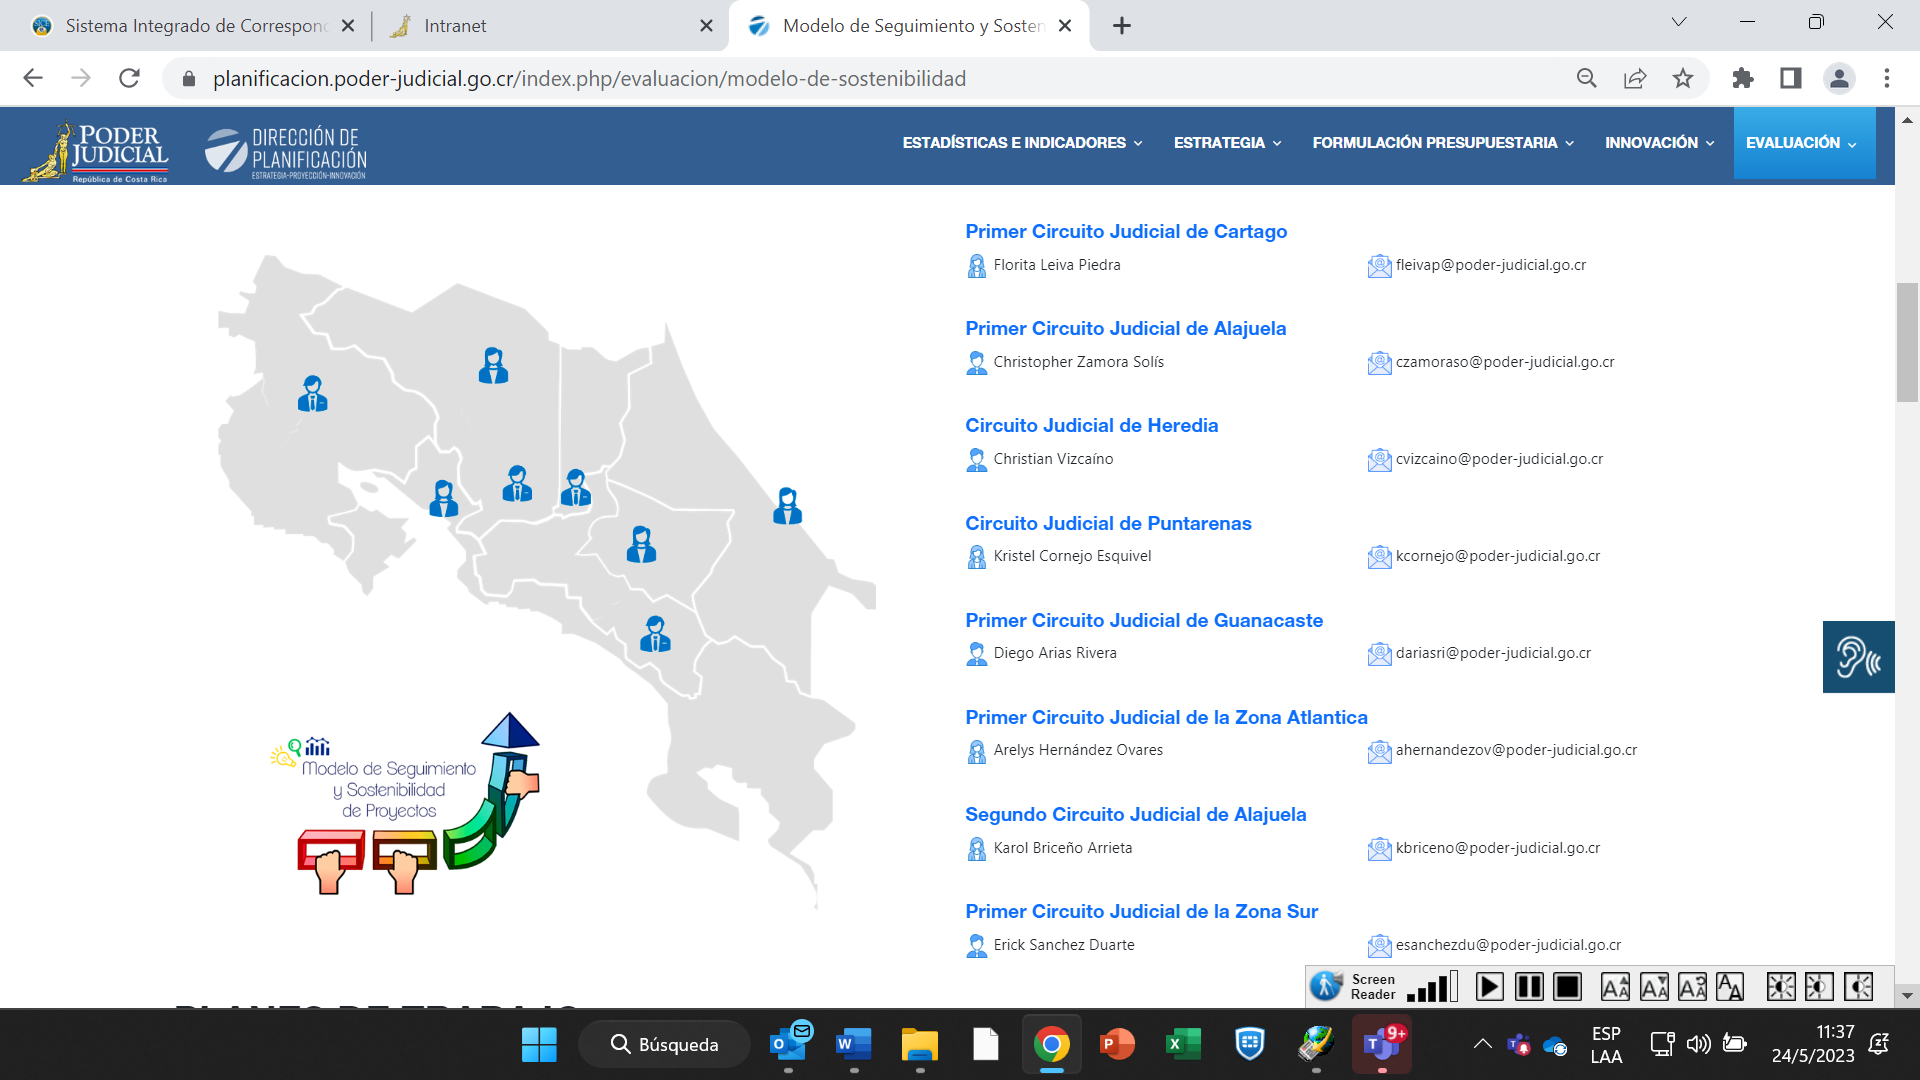 Sistema Integrado de Correspond
Intranet
Modelo de Seguimiento y Sosten
planificacion.poder-judicial.go.cr/index.php/evaluacion/modelo-de-sostenibilidad
PODER JUDICIAL
República de Costa Rica
DIRECCIÓN DE PLANIFICACIÓN
ESTRATEGIA-PROYECCIÓN-INNOVACIÓN
ESTADÍSTICAS E INDICADORES
ESTRATEGIA
FORMULACIÓN PRESUPUESTARIA
INNOVACIÓN
EVALUACIÓN
Primer Circuito Judicial de Cartago
Florita Leiva Piedra fleivap@poder-judicial.go.cr
Primer Circuito Judicial de Alajuela
Christopher Zamora Solís czamoraso@poder-judicial.go.cr
Circuito Judicial de Heredia
Christian Vizcaíno cvizcaino@poder-judicial.go.cr
Circuito Judicial de Puntarenas
Kristel Cornejo Esquivel kcornejo@poder-judicial.go.cr
Primer Circuito Judicial de Guanacaste
Diego Arias Rivera dariasri@poder-judicial.go.cr
Primer Circuito Judicial de la Zona Atlantica
Arelys Hernández Ovares ahernandezov@poder-judicial.go.cr
Segundo Circuito Judicial de Alajuela
Karol Briceño Arrieta kbriceno@poder-judicial.go.cr
Primer Circuito Judicial de la Zona Sur
Erick Sanchez Duarte esanchezdu@poder-judicial.go.cr
Modelo de Seguimiento
y Sostenibilidad
de Proyectos
PLANES DE TRABAJO
Screen
Reader
Búsqueda
9+
ESP
LAA
11:37
24/5/2023